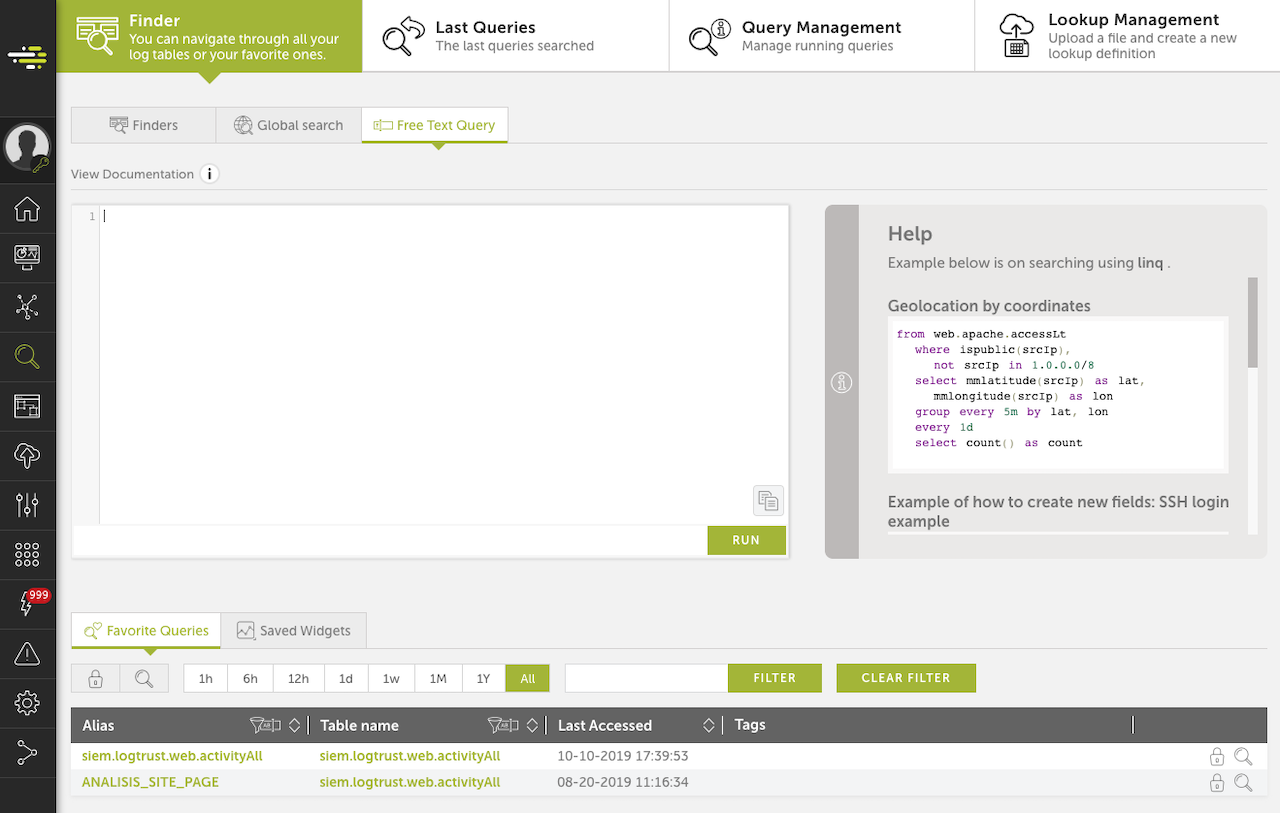 Finder
You can navigate through all your
log tables or your favorite ones.
Last Queries
The last queries searched
Query Management
Manage running queries
Lookup Management
Upload a file and create a new
lookup definition
Finders
Global search
Free Text Query
View Documentation i
1
RUN
Help
Example below is on searching using linq .
Geolocation by coordinates
from web.apache.accessLt
where ispublic(srcIp),
not srcIp in 1.0.0.0/8
select mmlatitude(srcIp) as lat,
mmlongitude(srcIp) as lon
group every 5m by lat, lon
every 1d
select count() as count
Example of how to create new fields: SSH login
example
999
Favorite Queries
Saved Widgets
1h 6h 12h 1d 1w 1M 1Y All
FILTER
CLEAR FILTER
Alias Table name Last Accessed Tags
siem.logtrust.web.activityAll siem.logtrust.web.activityAll 10-10-2019 17:39:53
ANALISIS_SITE_PAGE siem.logtrust.web.activityAll 08-20-2019 11:16:34